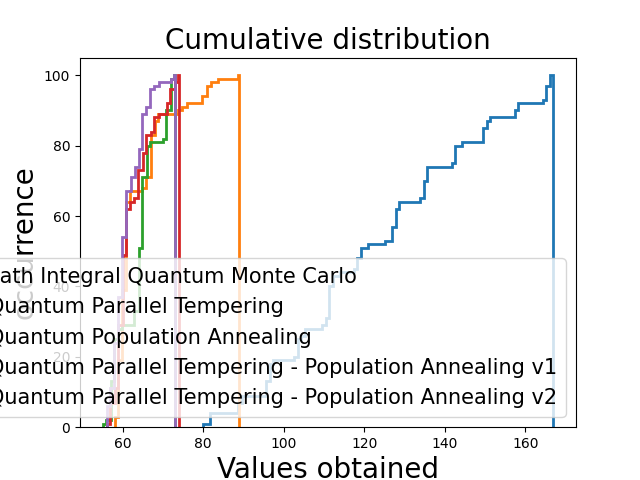 Cumulative distribution
100
80
60
40
20
0
occurrence
ath Integral Quantum Monte Carlo
Quantum Parallel Tempering
Quantum Population Annealing
Quantum Parallel Tempering - Population Annealing v1
Quantum Parallel Tempering - Population Annealing v2
60 80 100 120 140 160
Values obtained